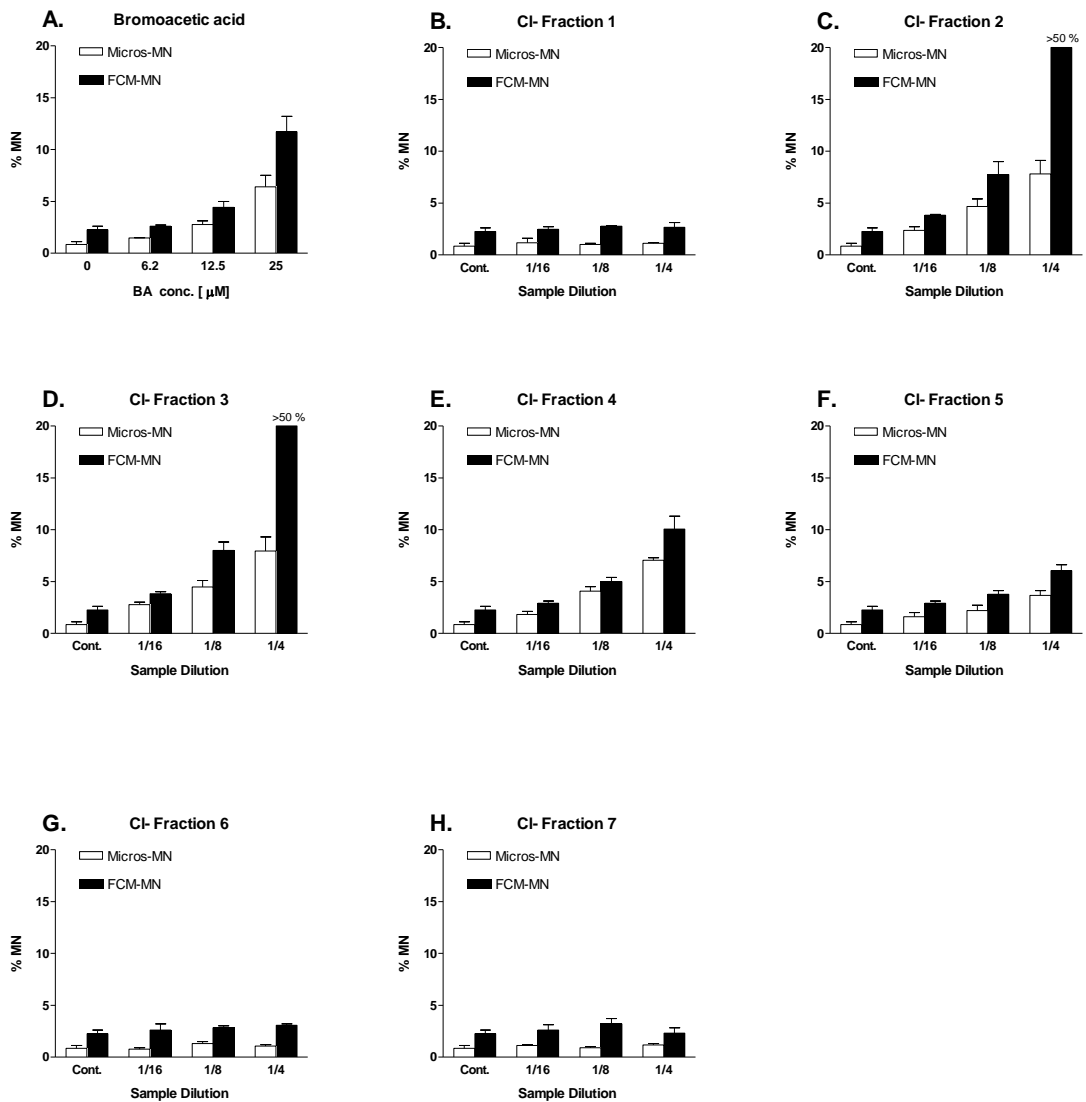 A. Bromoacetic acid
20
15
10
5
0
% MN
Micros-MN
FCM-MN
0 6.2 12.5 25
BA conc. [ µM]
B. Cl- Fraction 1
20
15
10
5
0
% MN
Micros-MN
FCM-MN
Cont. 1/16 1/8 1/4
Sample Dilution
C. Cl- Fraction 2
>50 %
20
15
10
5
0
% MN
Micros-MN
FCM-MN
Cont. 1/16 1/8 1/4
Sample Dilution
D. Cl- Fraction 3
>50 %
20
15
10
5
0
% MN
Micros-MN
FCM-MN
Cont. 1/16 1/8 1/4
Sample Dilution
E. Cl- Fraction 4
20
15
10
5
0
% MN
Micros-MN
FCM-MN
Cont. 1/16 1/8 1/4
Sample Dilution
F. Cl- Fraction 5
20
15
10
5
0
% MN
Micros-MN
FCM-MN
Cont. 1/16 1/8 1/4
Sample Dilution
G. Cl- Fraction 6
20
15
10
5
0
% MN
Micros-MN
FCM-MN
Cont. 1/16 1/8 1/4
Sample Dilution
H. Cl- Fraction 7
20
15
10
5
0
% MN
Micros-MN
FCM-MN
Cont. 1/16 1/8 1/4
Sample Dilution